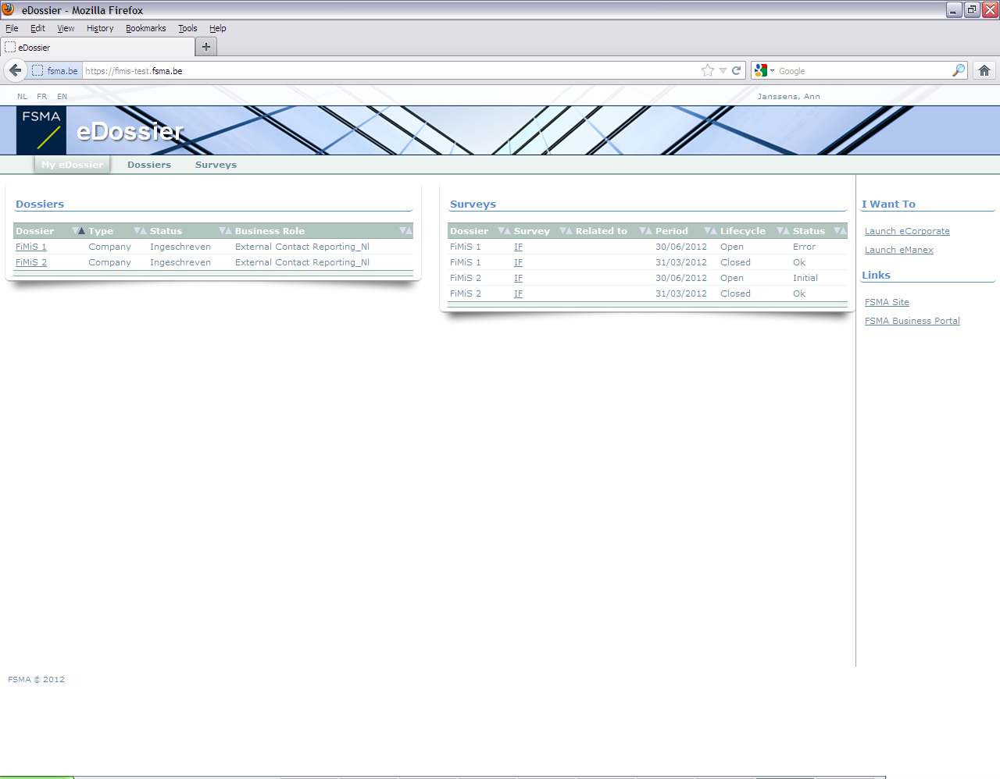 eDossier - Mozilla Firefox
File Edit View History Bookmarks Tools Help
eDossier
fsma.be https://fimis-test.fsma.be Google
NL FR EN Janssens, Ann
FSMA eDossier
My eDossier Dossiers Surveys
Dossiers
Dossier Type Status Business Role
FiMiS 1 Company Ingeschreven External Contact Reporting_Nl
FiMiS 2 Company Ingeschreven External Contact Reporting_Nl
Surveys
Dossier Survey Related to Period Lifecycle Status
FiMiS 1 IF 30/06/2012 Open Error
FiMiS 1 IF 31/03/2012 Closed Ok
FiMiS 2 IF 30/06/2012 Open Initial
FiMiS 2 IF 31/03/2012 Closed Ok
I Want To
Launch eCorporate
Launch eManex
Links
FSMA Site
FSMA Business Portal
FSMA © 2012